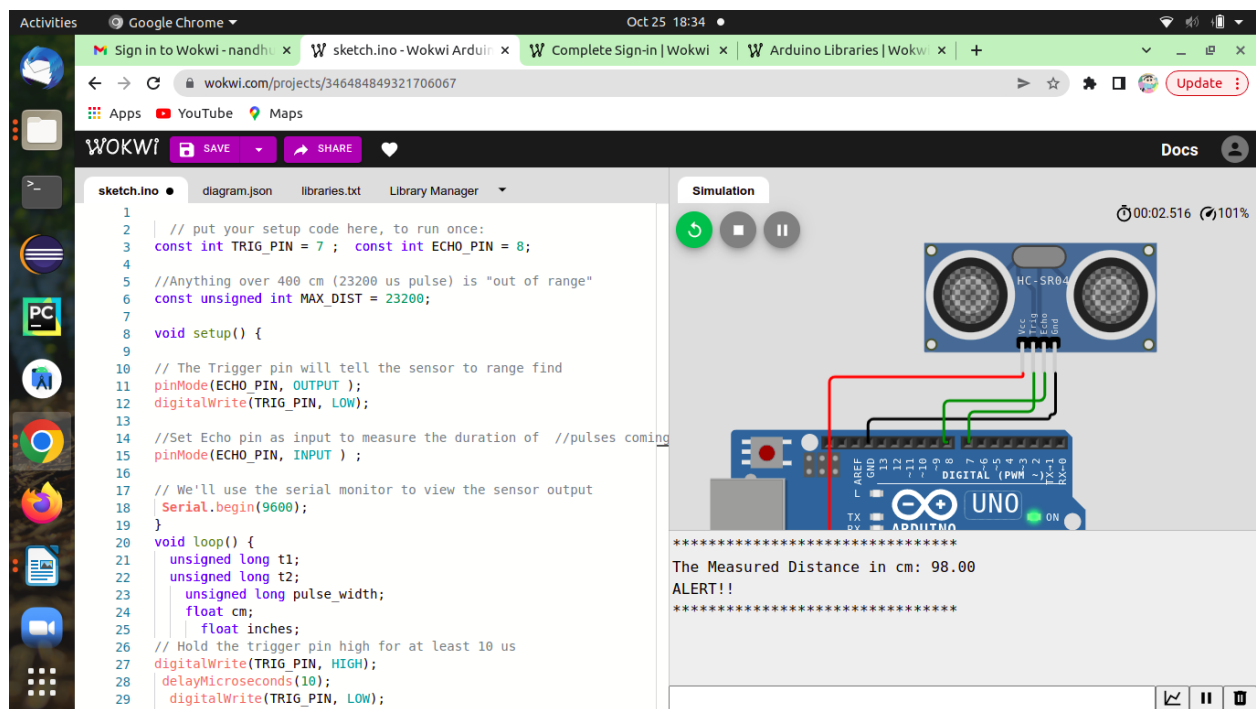 Activities Google Chrome Oct 25 18:34
Sign in to Wokwi - nandhu sketch.ino - Wokwi Arduin Complete Sign-in | Wokwi Arduino Libraries | Wokwi
wokwi.com/projects/346484849321706067 Update
Apps YouTube Maps
WOKWI SAVE SHARE Docs
sketch.ino diagram.json libraries.txt Library Manager
1
2 // put your setup code here, to run once:
3 const int TRIG_PIN = 7 ; const int ECHO_PIN = 8;
4
5 //Anything over 400 cm (23200 us pulse) is "out of range"
6 const unsigned int MAX_DIST = 23200;
7
8 void setup() {
9
10 // The Trigger pin will tell the sensor to range find
11 pinMode(ECHO_PIN, OUTPUT );
12 digitalWrite(TRIG_PIN, LOW);
13
14 //Set Echo pin as input to measure the duration of //pulses coming
15 pinMode(ECHO_PIN, INPUT ) ;
16
17 // We'll use the serial monitor to view the sensor output
18 Serial.begin(9600);
19 }
20 void loop() {
21 unsigned long t1;
22 unsigned long t2;
23 unsigned long pulse_width;
24 float cm;
25 float inches;
26 // Hold the trigger pin high for at least 10 us
27 digitalWrite(TRIG_PIN, HIGH);
28 delayMicroseconds(10);
29 digitalWrite(TRIG_PIN, LOW);
Simulation
00:02.516 101%
HC-SR04
Vcc
Trig
Echo
Gnd
AREF
GND
13
12
~11
~10
~9
8
7
~6
~5
4
~3
2
TX→1
RX←0
DIGITAL (PWM ~)
L
TX
RX
UNO
ON
ARDUINO
********************************
The Measured Distance in cm: 98.00
ALERT!!
********************************
PC